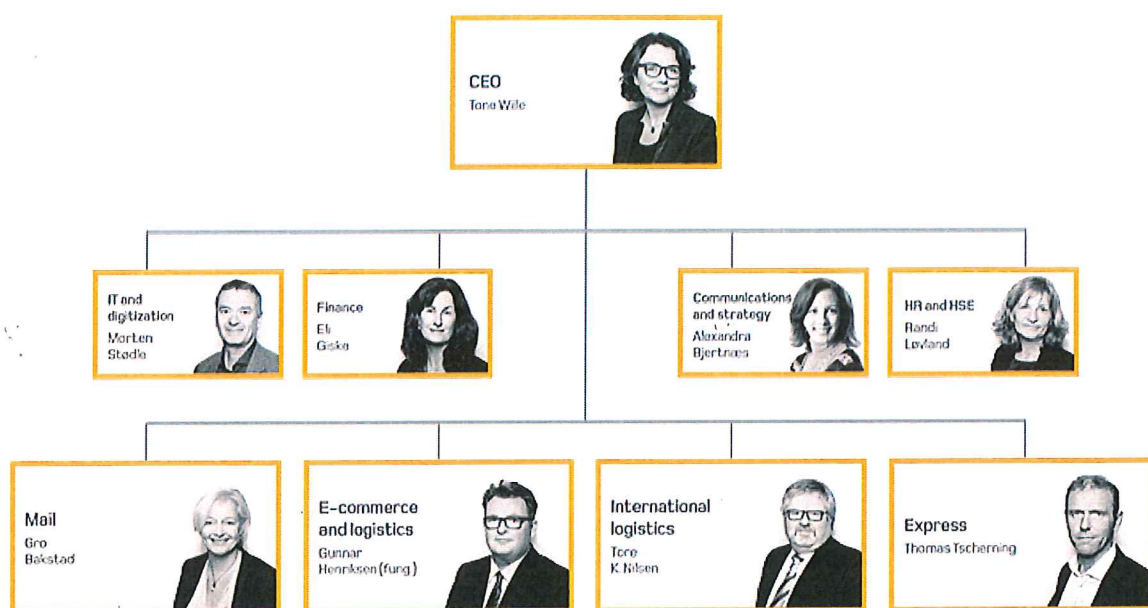 CEO
Tone Wille
IT and
digitization
Morten
Stødle
Finance
Eli
Giske
Communications
and strategy
Alexandra
Bjertnæs
HR and HSE
Randi
Løvland
Mail
Gro
Bakstad
E-commerce
and logistics
Gunnar
Henriksen (fung.)
International
logistics
Tore
K. Nilsen
Express
Thomas Tscherning